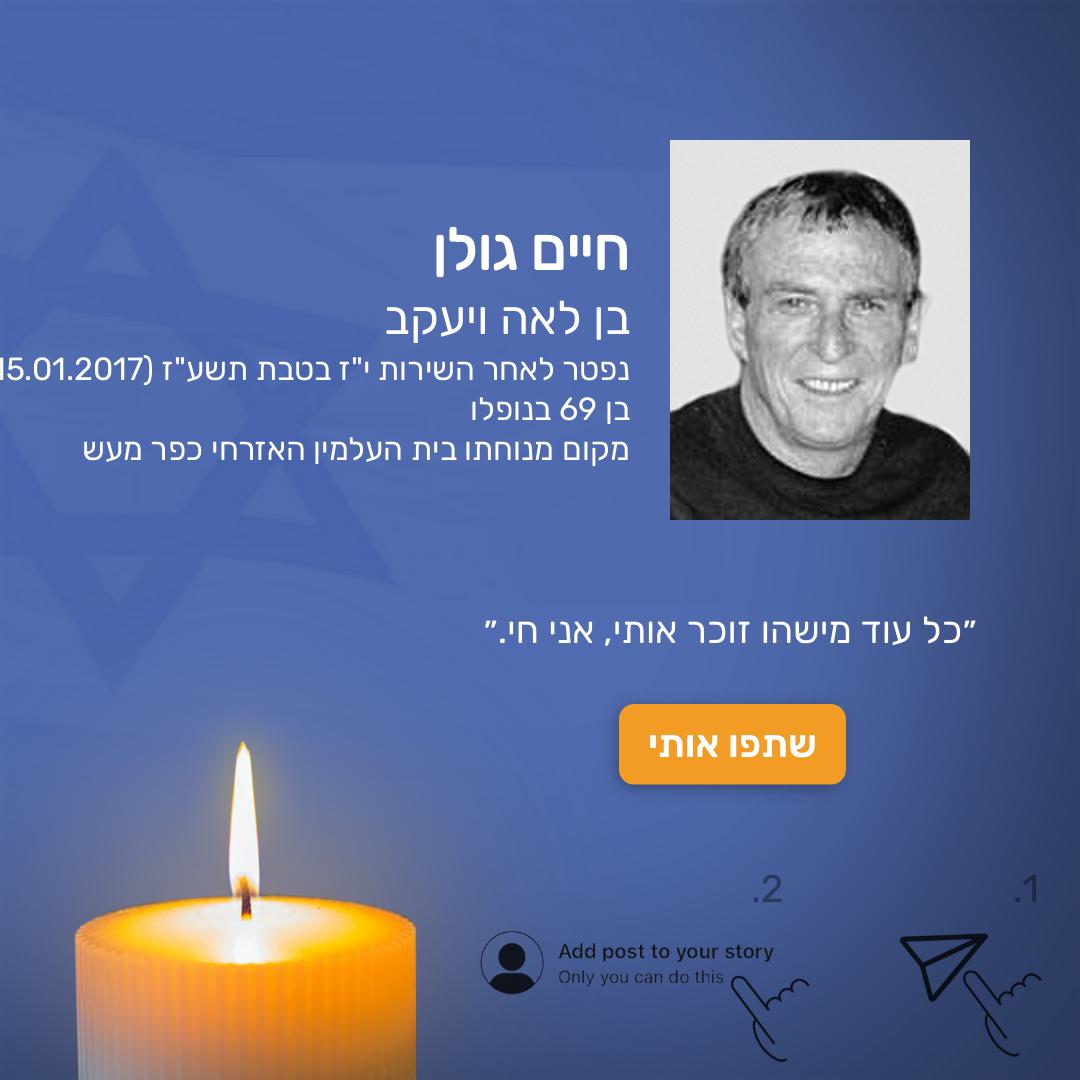 חיים גולן
בן לאה ויעקב
נפטר לאחר השירות י"ז בטבת תשע"ז (15.01.2017
בן 69 בנופלו
מקום מנוחתו בית העלמין האזרחי כפר מעש
״כל עוד מישהו זוכר אותי, אני חי.״
שתפו אותי
.1
.2
Add post to your story
Only you can do this